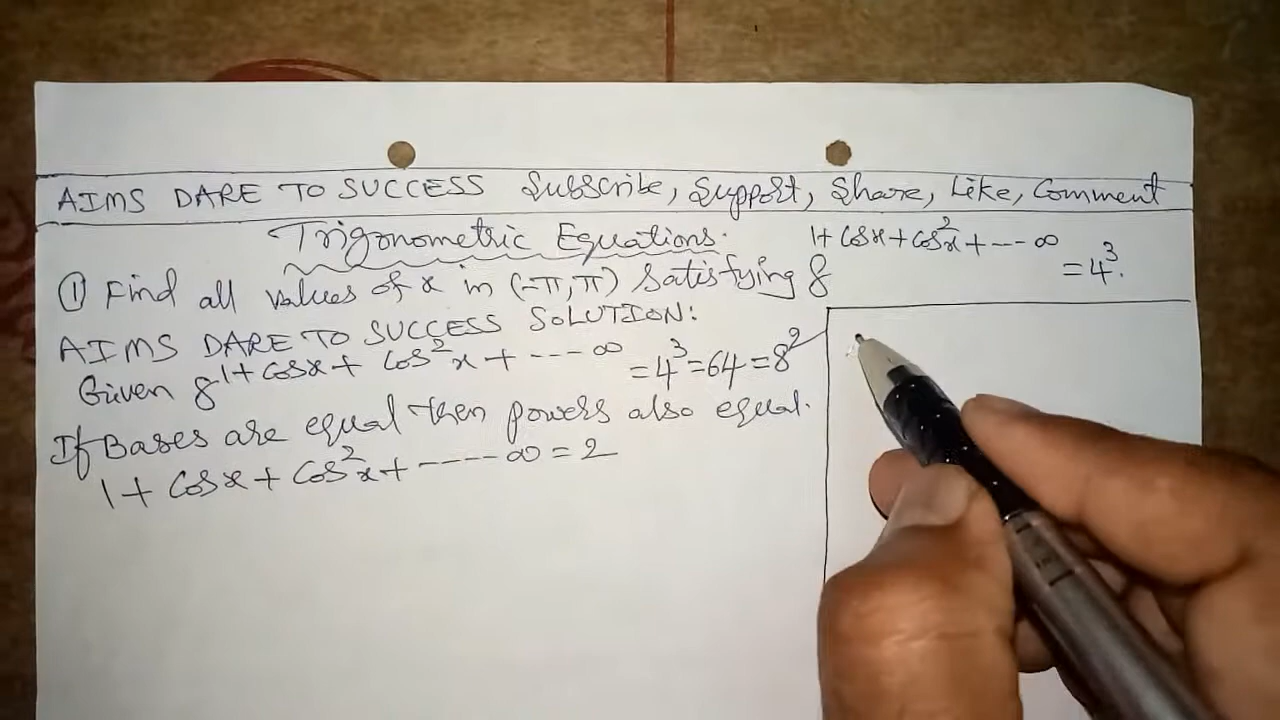 AIMS DARE TO SUCCESS Subscribe, Support, Share, Like, Comment
Trigonometric Equations.
① Find all values of x in (-π, π) Satisfying 8^{1+Cosx+Cos²x+----∞} = 4³.
AIMS DARE TO SUCCESS SOLUTION:
Given 8^{1+Cosx+Cos²x+----∞} = 4³ = 64 = 8²
If Bases are equal then powers also equal.
1+Cosx+Cos²x+-----∞ = 2